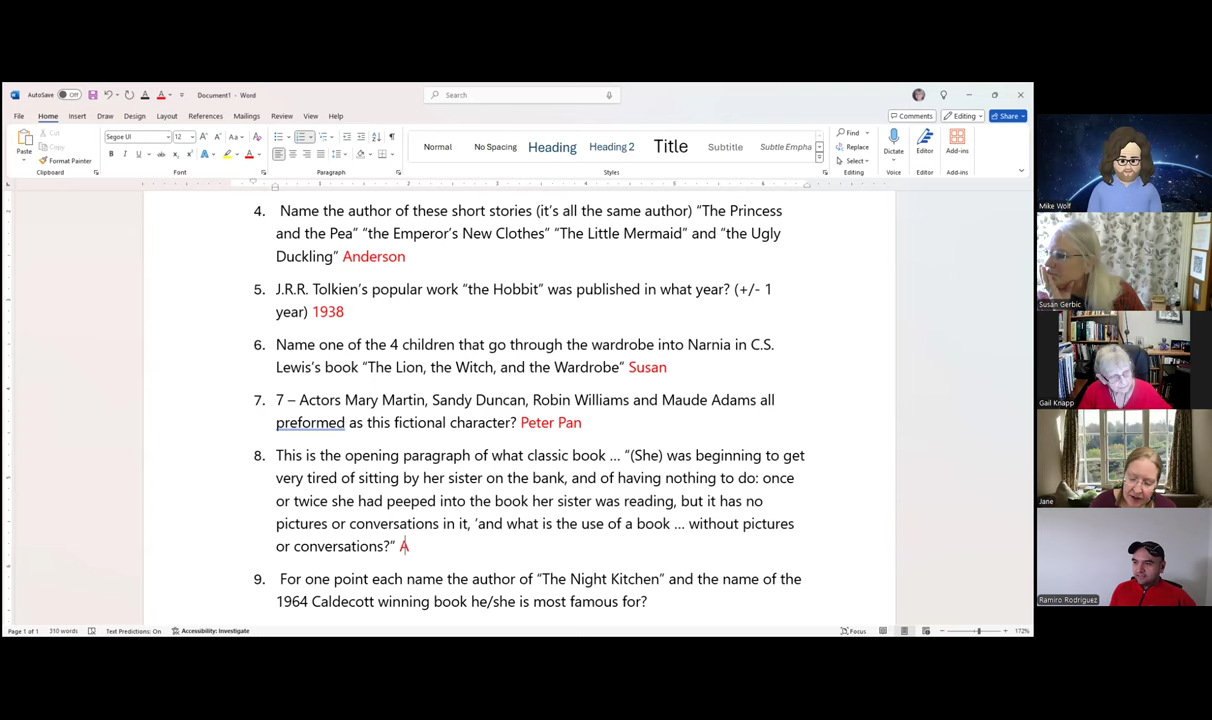 AutoSave Off Document1 - Word Search
File Home Insert Draw Design Layout References Mailings Review View Help Comments Editing Share
Paste Cut Copy Format Painter
Segoe UI 12 Aa
Normal No Spacing Heading Heading 2 Title Subtitle Subtle Empha
Find Replace Select Dictate Editor Add-ins
Clipboard Font Paragraph Styles Editing Voice Editor Add-ins
4. Name the author of these short stories (it's all the same author) “The Princess
and the Pea” “the Emperor's New Clothes” “The Little Mermaid” and “the Ugly
Duckling” Anderson
5. J.R.R. Tolkien's popular work “the Hobbit” was published in what year? (+/- 1
year) 1938
6. Name one of the 4 children that go through the wardrobe into Narnia in C.S.
Lewis's book “The Lion, the Witch, and the Wardrobe” Susan
7. 7 – Actors Mary Martin, Sandy Duncan, Robin Williams and Maude Adams all
preformed as this fictional character? Peter Pan
8. This is the opening paragraph of what classic book … “(She) was beginning to get
very tired of sitting by her sister on the bank, and of having nothing to do: once
or twice she had peeped into the book her sister was reading, but it has no
pictures or conversations in it, ‘and what is the use of a book … without pictures
or conversations?” A
9. For one point each name the author of “The Night Kitchen” and the name of the
1964 Caldecott winning book he/she is most famous for?
Page 1 of 1 310 words Text Predictions: On Accessibility: Investigate Focus 172%
Mike Wolf
Susan Gerbic
Gail Knapp
Jane
Ramiro Rodriguez